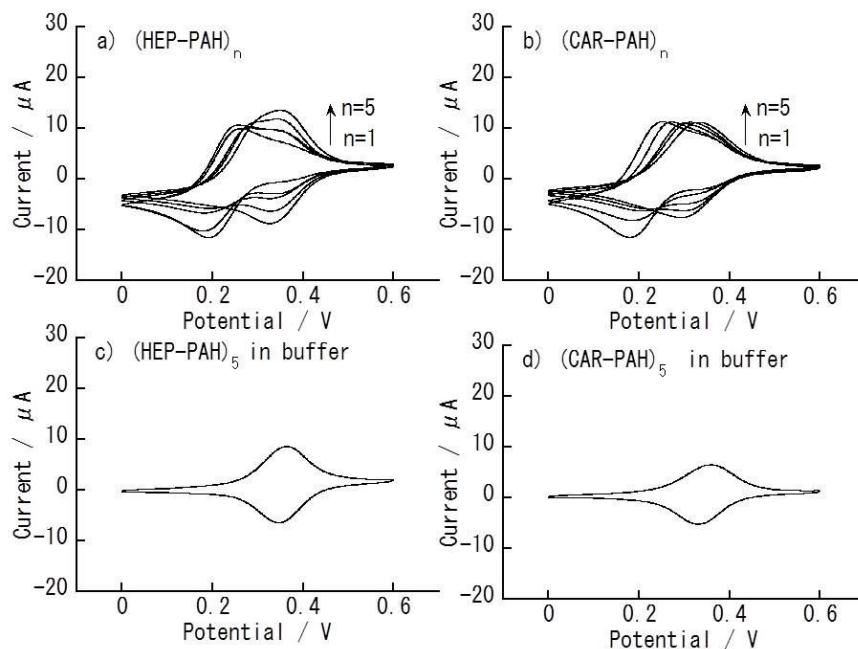 a) (HEP-PAH)n
30
20
10
0
-10
-20
Current / μA
n=5
n=1
0 0.2 0.4 0.6
Potential / V
b) (CAR-PAH)n
30
20
10
0
-10
-20
Current / μA
n=5
n=1
0 0.2 0.4 0.6
Potential / V
c) (HEP-PAH)5 in buffer
30
20
10
0
-10
-20
Current / μA
0 0.2 0.4 0.6
Potential / V
d) (CAR-PAH)5 in buffer
30
20
10
0
-10
-20
Current / μA
0 0.2 0.4 0.6
Potential / V